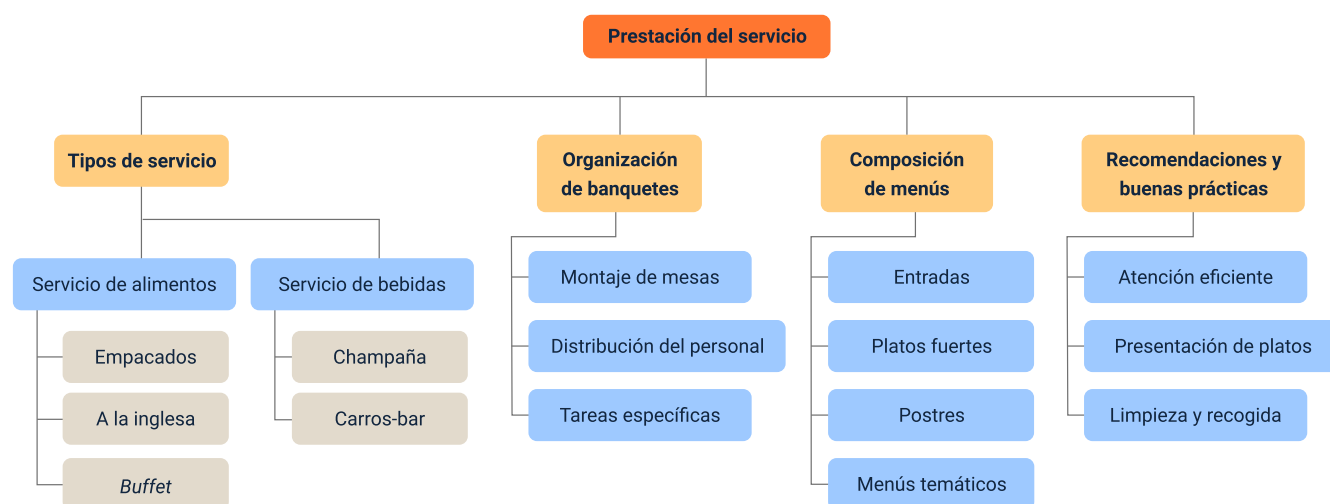 Prestación del servicio
Tipos de servicio
Servicio de alimentos
Empacados
A la inglesa
Buffet
Servicio de bebidas
Champaña
Carros-bar
Organización
de banquetes
Montaje de mesas
Distribución del personal
Tareas específicas
Composición
de menús
Entradas
Platos fuertes
Postres
Menús temáticos
Recomendaciones y
buenas prácticas
Atención eficiente
Presentación de platos
Limpieza y recogida